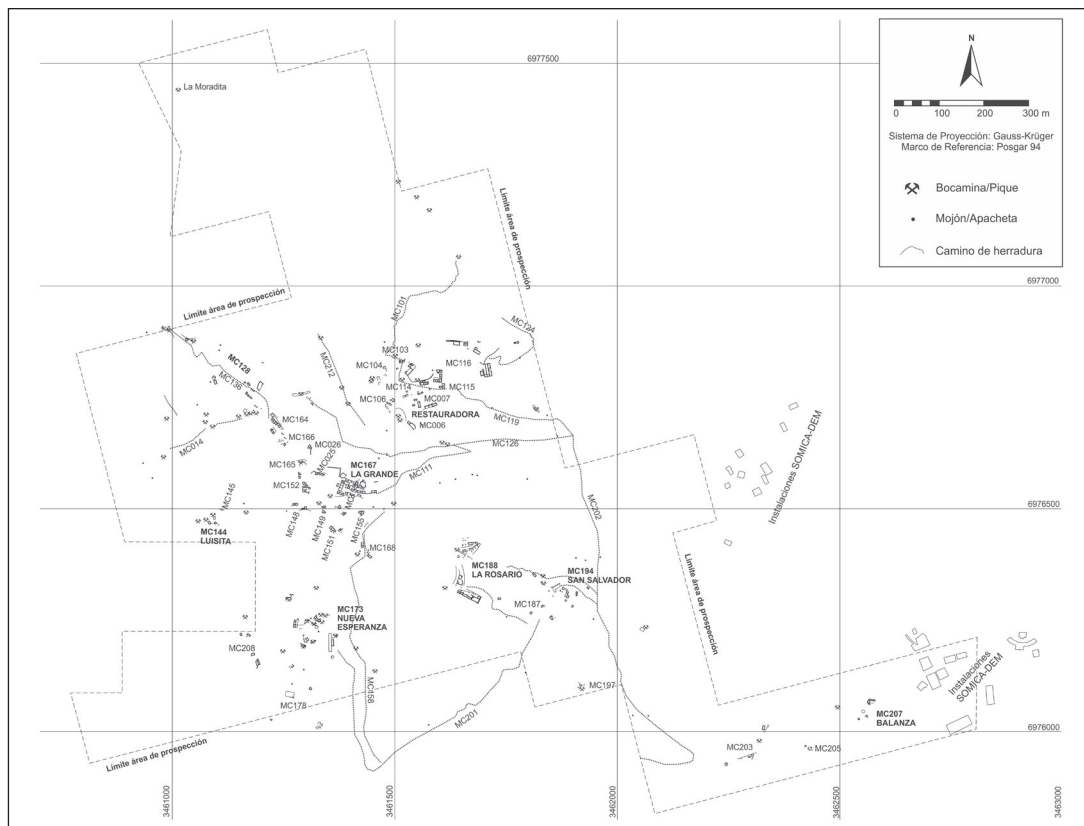 6977500
La Moradita
N
0 100 200 300 m
Sistema de Proyección: Gauss-Krüger
Marco de Referencia: Posgar 94
Bocamina/Pique
Mojón/Apacheta
Camino de herradura
Límite área de prospección
6977000
Límite área de prospección
MC101
MC124
MC103
MC104
MC116
MC212
MC128
MC136
MC114
MC115
MC106
MC007
RESTAURADORA
MC006
MC119
MC164
MC014
MC166
MC026
MC126
MC165
MC025
MC167
LA GRANDE
MC111
MC152
MC145
6976500
Instalaciones SOMICA-DEM
MC148
MC149
MC155
MC202
MC144
LUISITA
MC151
MC168
MC188
LA ROSARIO
MC194
SAN SALVADOR
Límite área de prospección
MC187
MC173
NUEVA
ESPERANZA
MC208
MC158
MC197
MC178
MC201
Instalaciones
SOMICA-DEM
MC207
BALANZA
6976000
MC203
MC205
Límite área de prospección
3461000
3461500
3462000
3462500
3463000